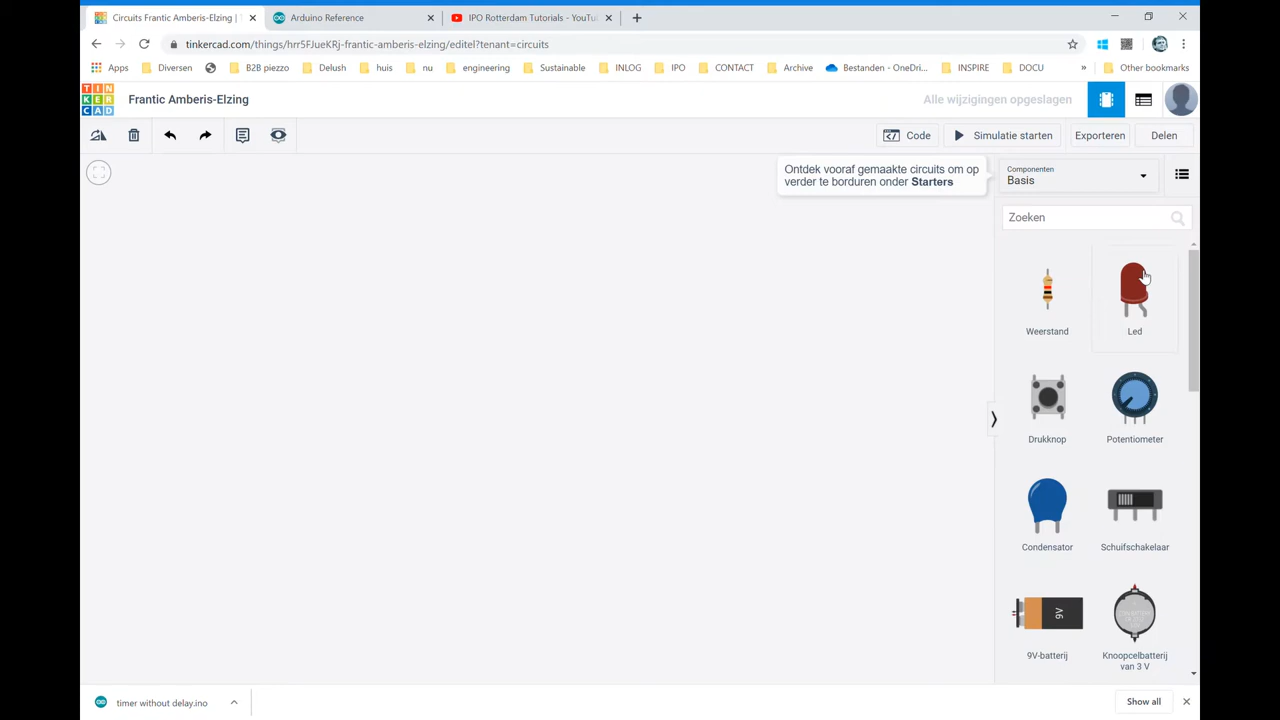 Circuits Frantic Amberis-Elzing | T
Arduino Reference
IPO Rotterdam Tutorials - YouTu
tinkercad.com/things/hrr5FJueKRj-frantic-amberis-elzing/editel?tenant=circuits
Apps
Diversen
B2B piezzo
Delush
huis
nu
engineering
Sustainable
INLOG
IPO
CONTACT
Archive
Bestanden - OneDri...
INSPIRE
DOCU
»
Other bookmarks
TIN
KER
CAD
Frantic Amberis-Elzing
Alle wijzigingen opgeslagen
Code
Simulatie starten
Exporteren
Delen
Ontdek vooraf gemaakte circuits om op
verder te borduren onder Starters
Componenten
Basis
Zoeken
Weerstand
Led
Drukknop
Potentiometer
Condensator
Schuifschakelaar
9V
9V-batterij
Knoopcelbatterij
van 3 V
timer without delay.ino
Show all